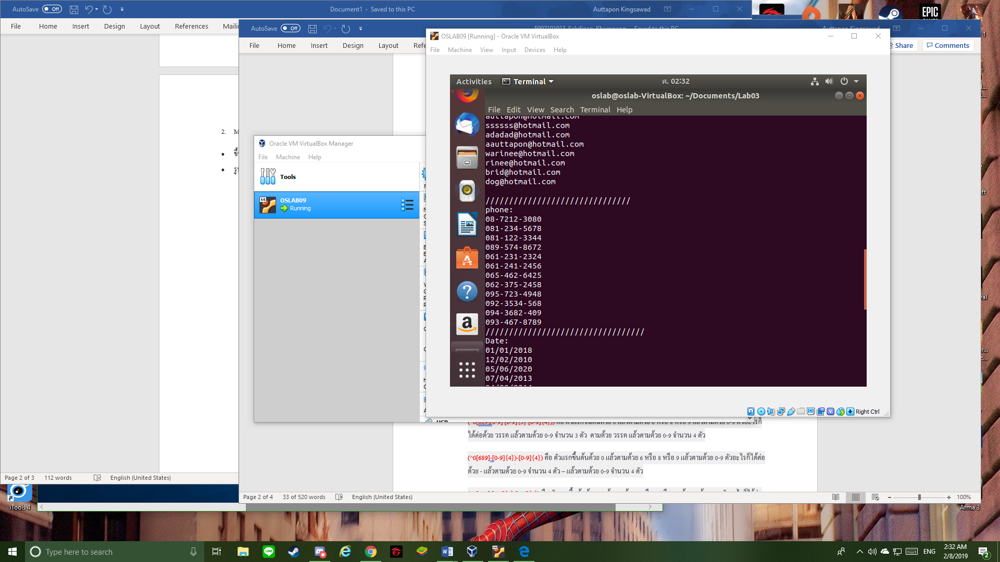 AutoSave Off
Document1 - Saved to this PC
Auttapon Kingsawad
File Home Insert Design Layout References
AutoSave Off
5907101013 Sakdinan Khampang Saved to this PC
Auttapon Kingsawad
File Home Insert Design Layout
Share Comments
2.
OSLAB09 [Running] - Oracle VM VirtualBox
File Machine View Input Devices Help
Activities Terminal ศ. 02:32
oslab@oslab-VirtualBox: ~/Documents/Lab03
File Edit View Search Terminal Help
auttapon@hotmail.com
ssssss@hotmail.com
adadad@hotmail.com
aauttapon@hotmail.com
warinee@hotmail.com
rinee@hotmail.com
brid@hotmail.com
dog@hotmail.com
///////////////////////////////
phone:
08-7212-3080
081-234-5678
081-122-3344
089-574-8672
061-231-2324
061-241-2456
065-462-6425
062-375-2458
095-723-4948
092-3534-568
094-3682-409
093-467-8789
//////////////////////////////////
Date:
01/01/2018
12/02/2010
05/06/2020
07/04/2013
Right Ctrl
Oracle VM VirtualBox Manager
File Machine Help
Tools
64 OSLAB09
Running
ได้ต่อด้วย วรรค แล้วตามด้วย 0-9 จำนวน 3 ตัว ตามด้วย วรรค แล้วตามด้วย 0-9 จำนวน 4 ตัว
(^0[689]-[0-9]{4})-[0-9]{4}) คือ ตัวแรกขึ้นต้นด้วย 0 แล้วตามด้วย 6 หรือ 8 หรือ 9 แล้วตามด้วย 0-9 ตัวอะไรก็ได้ต่อ
ด้วย - แล้วตามด้วย 0-9 จำนวน 4 ตัว – แล้วตามด้วย 0-9 จำนวน 4 ตัว
Page 2 of 3 112 words English (United States)
Page 2 of 4 33 of 520 words English (United States)
100%
iTools 4
Arma 3
EPIC
Type here to search
ENG
2:32 AM
2/8/2019
2